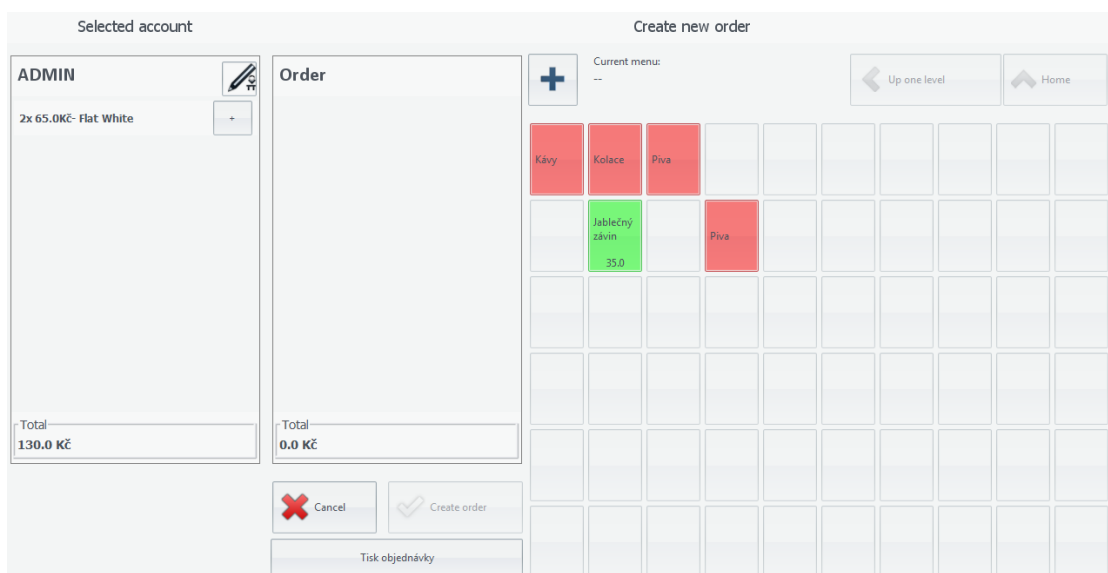 Selected account
Create new order
ADMIN
2x 65.0Kč- Flat White
+
Total
130.0 Kč
Order
Total
0.0 Kč
Cancel
Create order
Tisk objednávky
Current menu:
--
Up one level
Home
Kávy
Kolace
Piva
Jablečný
závin
35.0
Piva